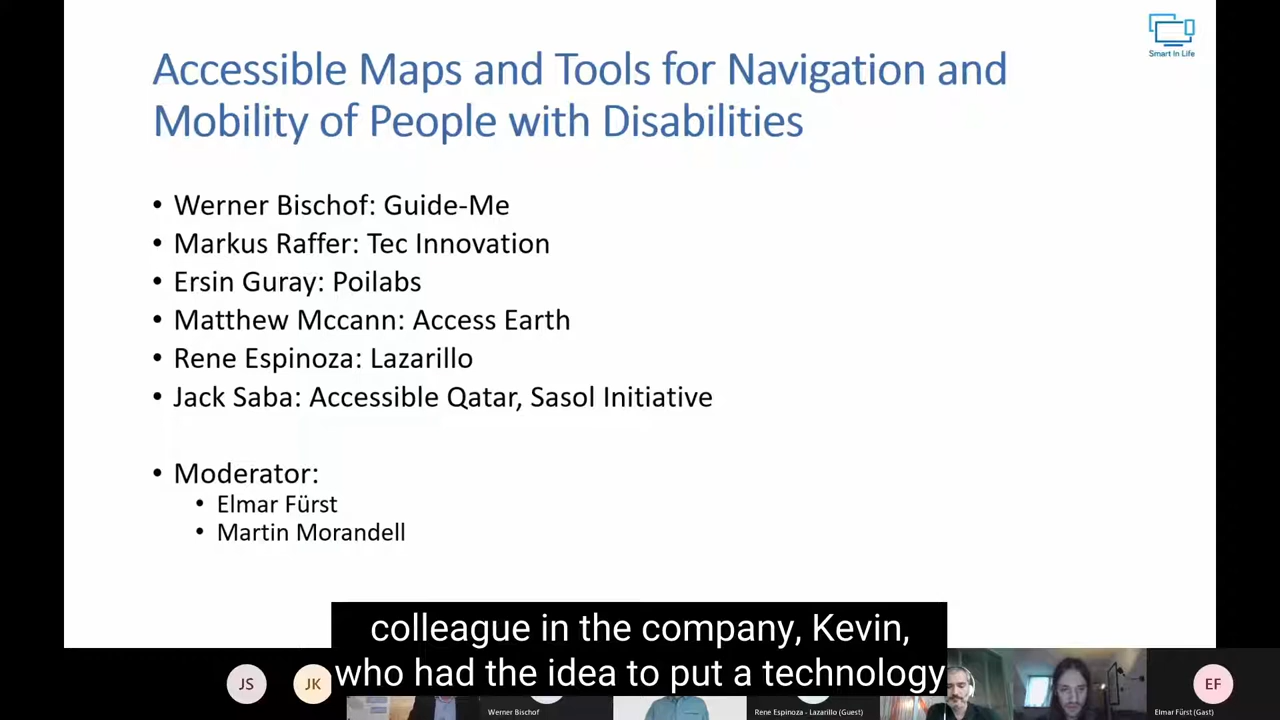 Smart In Life
Accessible Maps and Tools for Navigation and
Mobility of People with Disabilities
• Werner Bischof: Guide-Me
• Markus Raffer: Tec Innovation
• Ersin Guray: Poilabs
• Matthew Mccann: Access Earth
• Rene Espinoza: Lazarillo
• Jack Saba: Accessible Qatar, Sasol Initiative
• Moderator:
• Elmar Fürst
• Martin Morandell
colleague in the company, Kevin,
who had the idea to put a technology
JS
JK
EF
Werner Bischof
Rene Espinoza - Lazarillo (Guest)
Elmar Fürst (Gast)